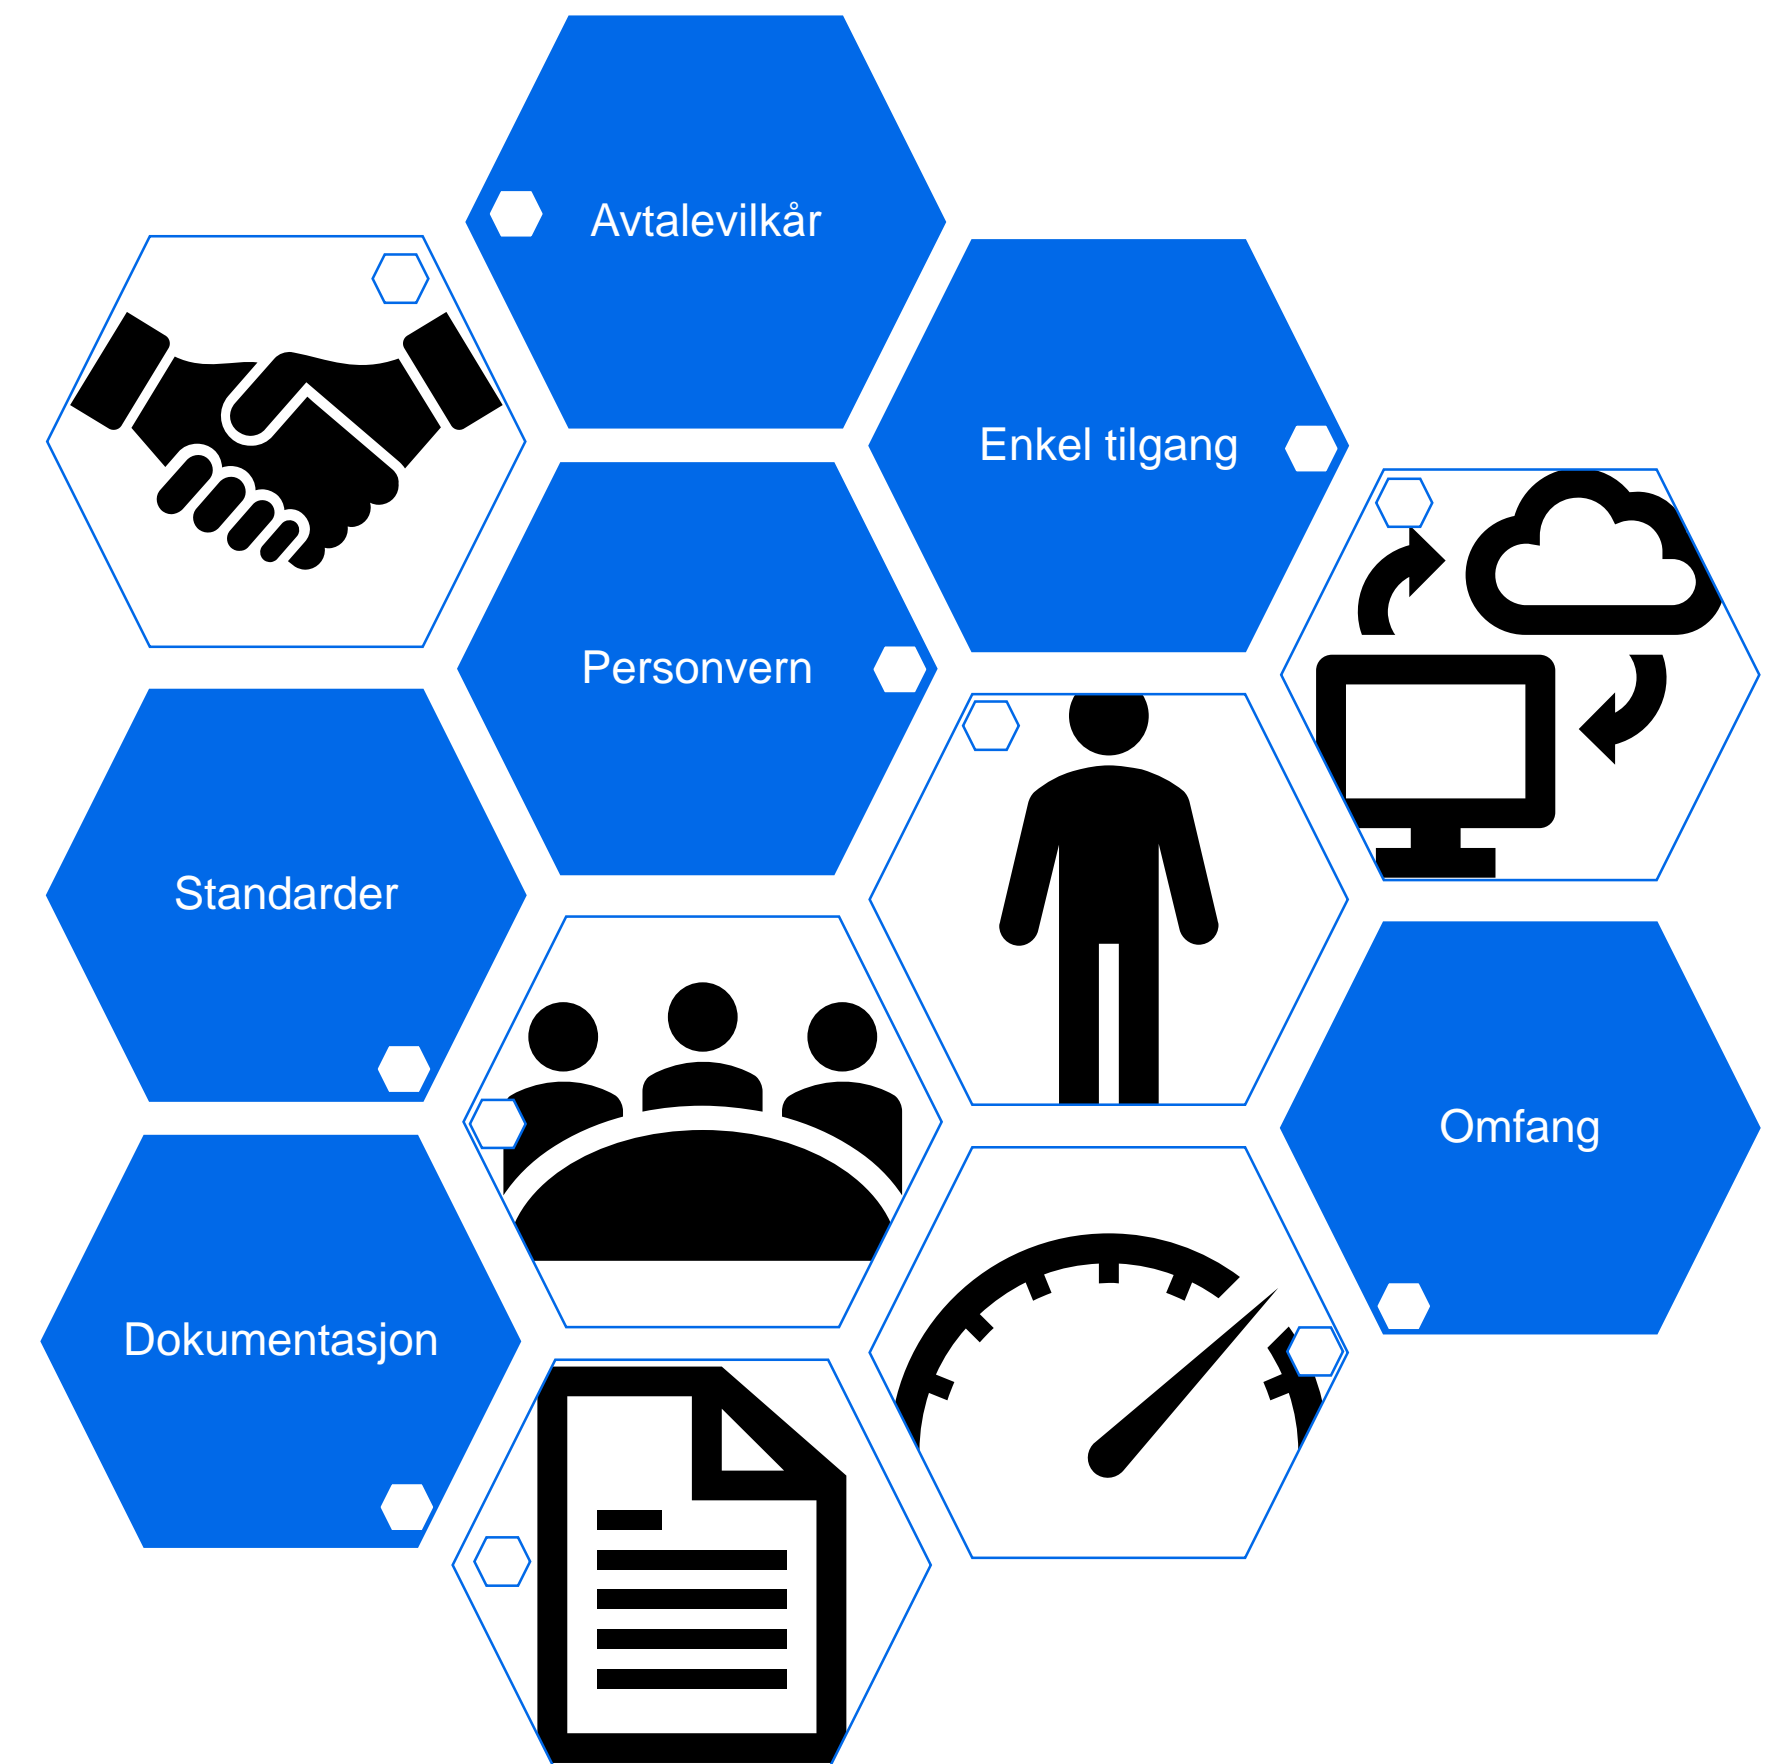 Avtalevilkår
Enkel tilgang
Personvern
Standarder
Omfang
Dokumentasjon